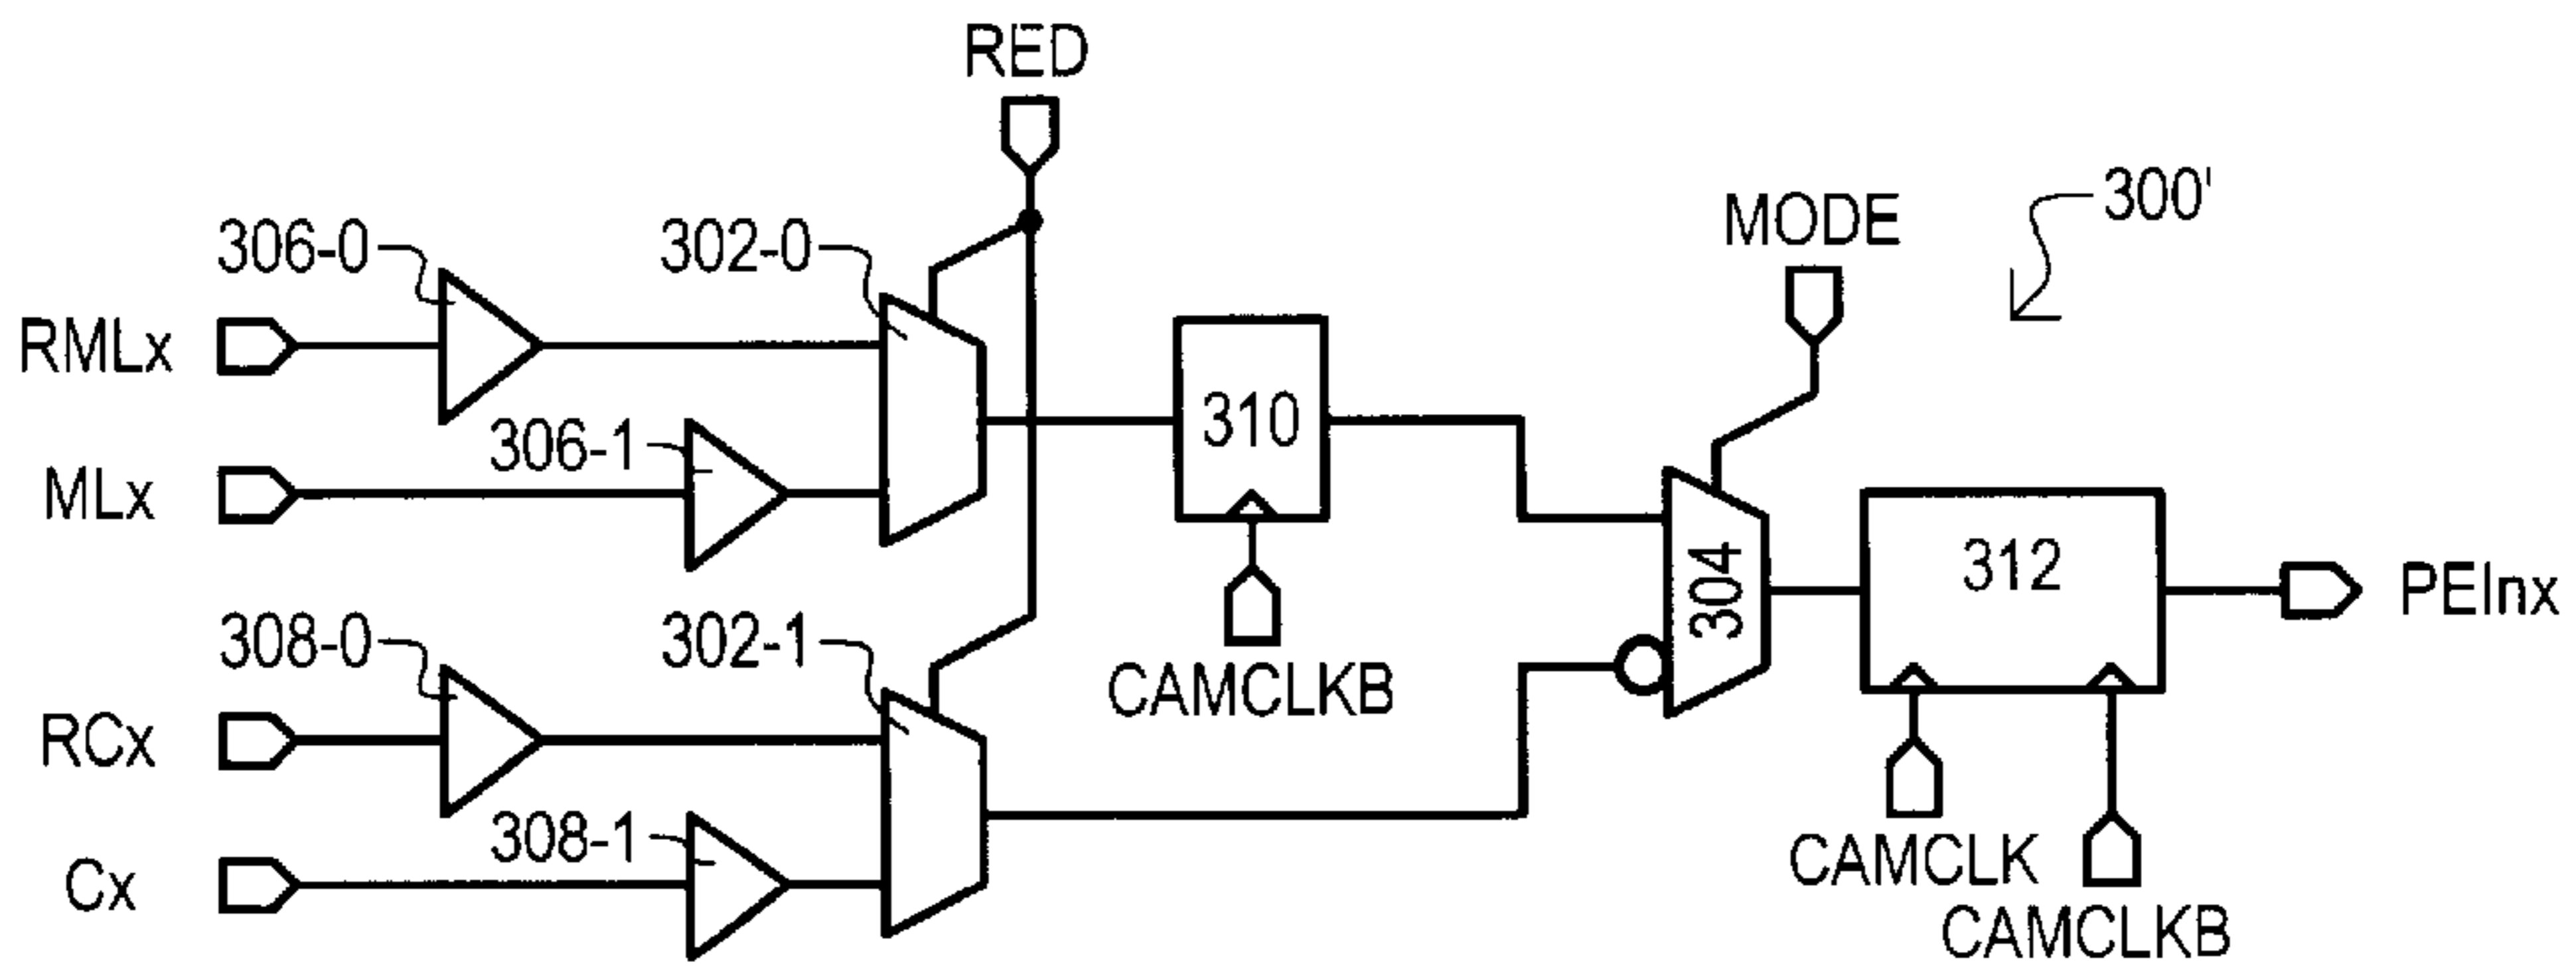 RED
300'
MODE
306-0
302-0
RMLx
310
306-1
MLx
304
312
PEInx
308-0
302-1
CAMCLKB
RCx
308-1
CAMCLK
Cx
CAMCLKB